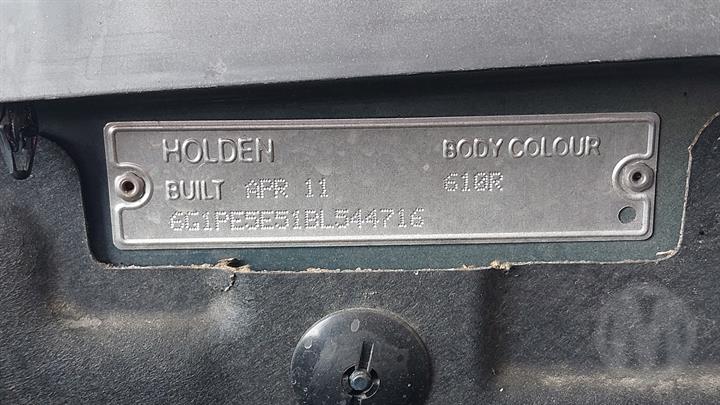 HOLDEN BODY COLOUR
BUILT APR 11 610R
6G1PE5E51BL544716